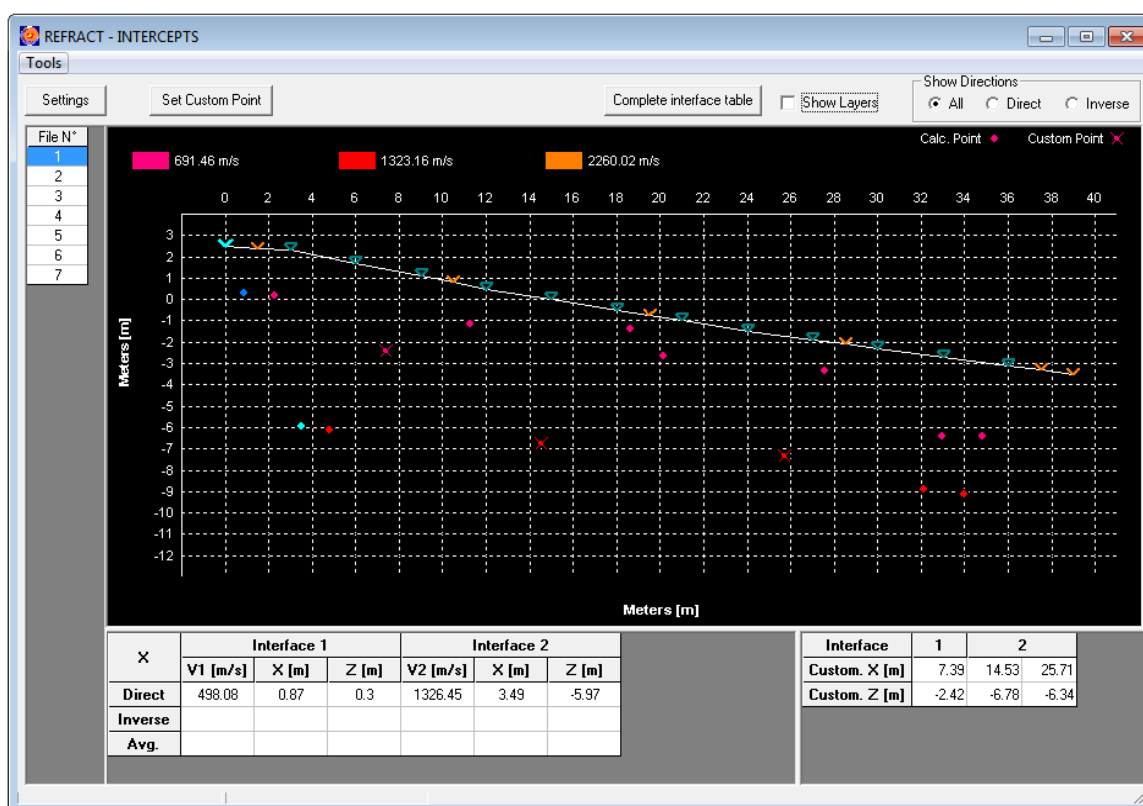 REFRACT - INTERCEPTS
Tools
Settings Set Custom Point Complete interface table Show Layers Show Directions
All Direct Inverse
File N°
1
2
3
4
5
6
7
Calc. Point Custom Point
691.46 m/s 1323.16 m/s 2260.02 m/s
0 2 4 6 8 10 12 14 16 18 20 22 24 26 28 30 32 34 36 38 40
3
2
1
0
-1
-2
-3
-4
-5
-6
-7
-8
-9
-10
-11
-12
Meters [m]
Meters [m]
X Interface 1 Interface 2
V1 [m/s] X [m] Z [m] V2 [m/s] X [m] Z [m]
Direct 498.08 0.87 0.3 1326.45 3.49 -5.97
Inverse
Avg.
Interface 1 2
Custom. X [m] 7.39 14.53 25.71
Custom. Z [m] -2.42 -6.78 -6.34